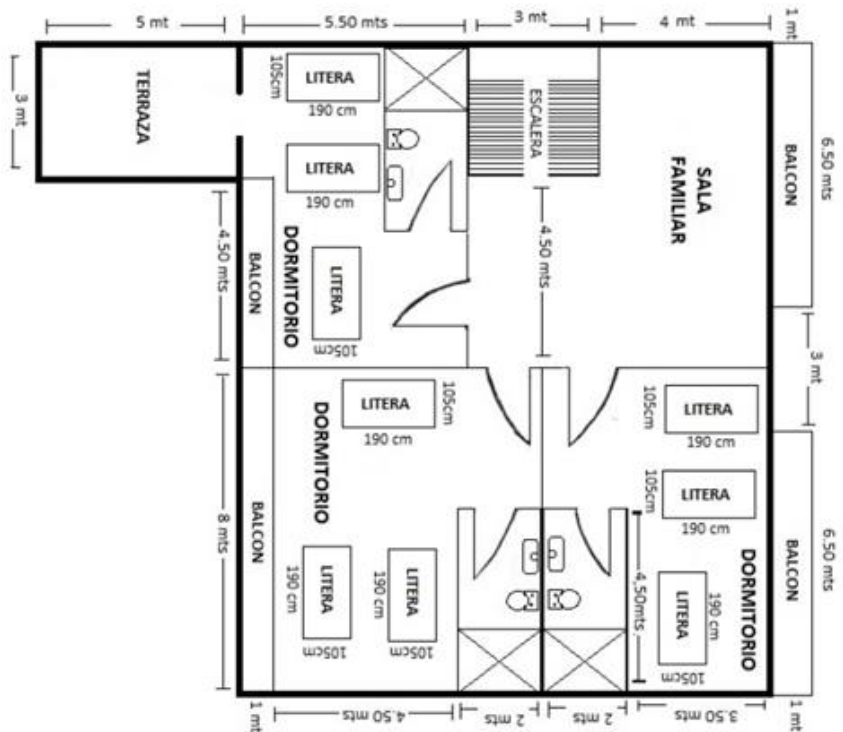 5 mt
5.50 mts
3 mt
4 mt
1 mt
3 mt
TERRAZA
105cm
LITERA
190 cm
LITERA
190 cm
ESCALERA
SALA
FAMILIAR
BALCON
6.50 mts
4.50 mts
BALCON
DORMITORIO
LITERA
105cm
4.50 mts
3 mt
8 mts
BALCON
DORMITORIO
LITERA
105cm
190 cm
105cm
LITERA
190 cm
105cm
LITERA
190 cm
190 cm
LITERA
105cm
190 cm
LITERA
105cm
4,50mts
LITERA
190 cm
105cm
DORMITORIO
BALCON
6.50 mts
1 mt
4.50 mts
2 mts
2 mts
3.50 mts
1 mt